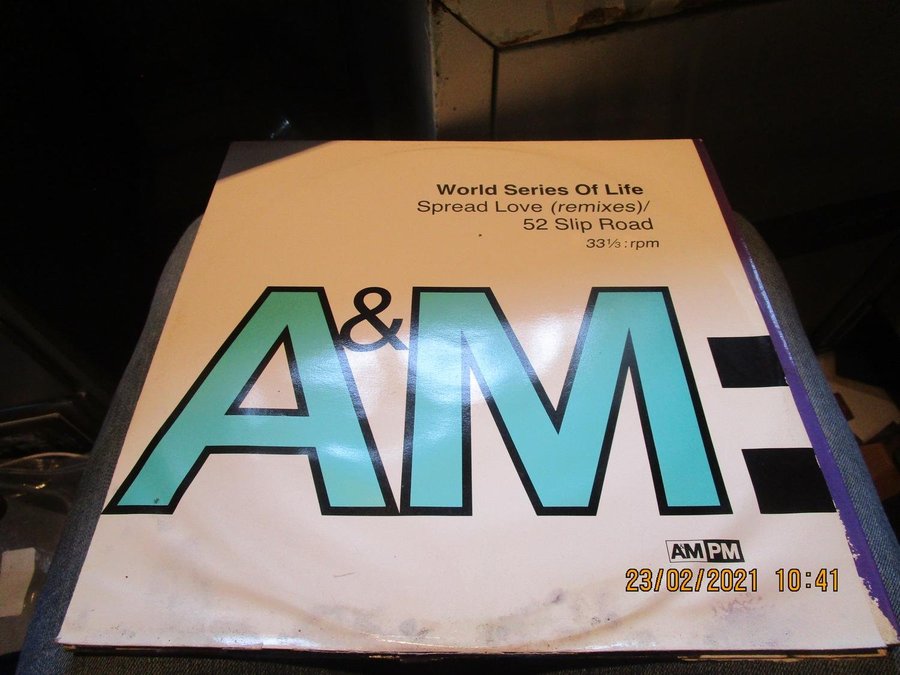 World Series Of Life
Spread Love (remixes)/
52 Slip Road
33⅓:rpm
A&M:
AM PM
23/02/2021 10:41